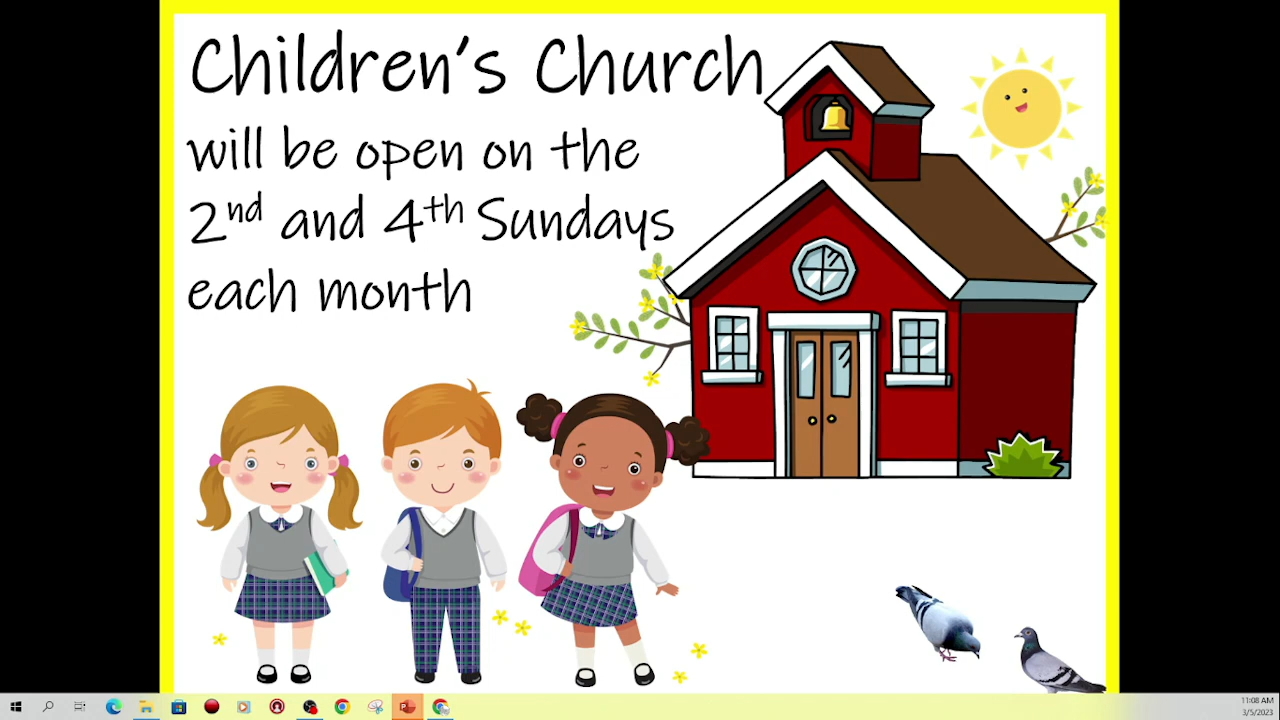 Children's Church
will be open on the
2nd and 4th Sundays
each month
11:08 AM
3/5/2023